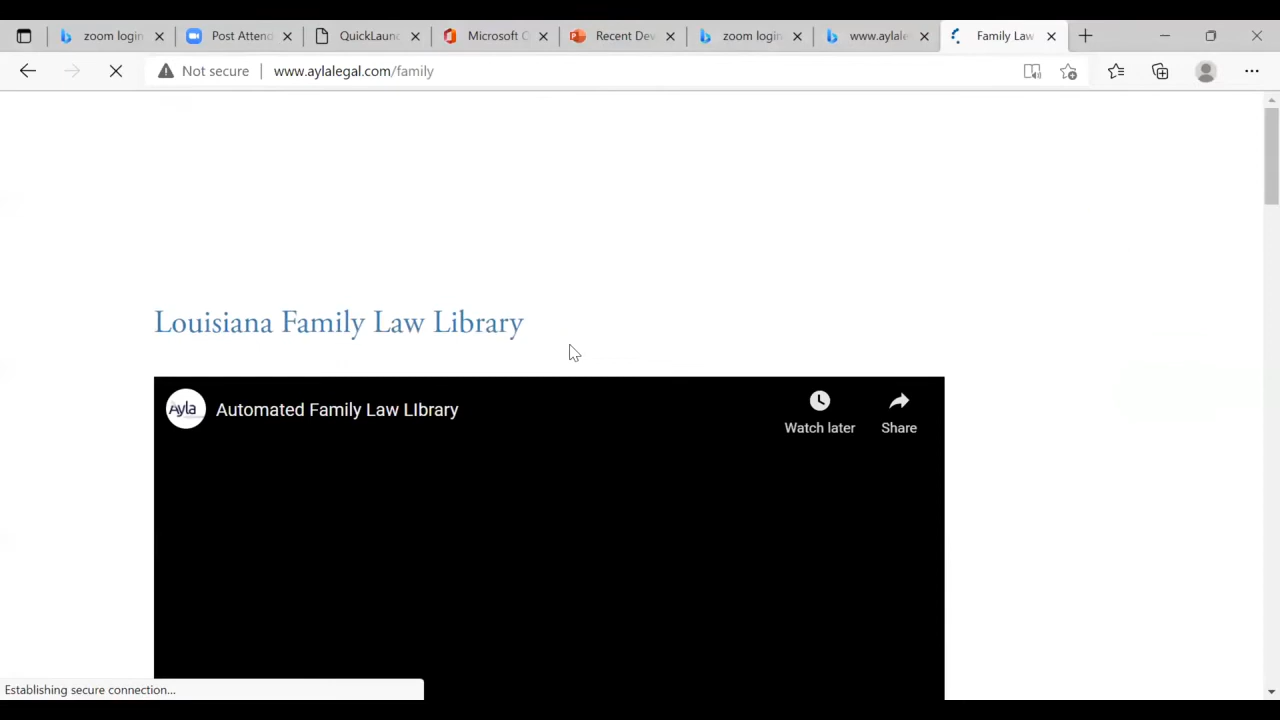 zoom login
Post Attend
QuickLaunc
Microsoft O
Recent Dev
zoom login
www.aylale
Family Law
Not secure
www.aylalegal.com/family
Louisiana Family Law Library
Ayla
Automated Family Law LIbrary
Watch later
Share
Establishing secure connection...